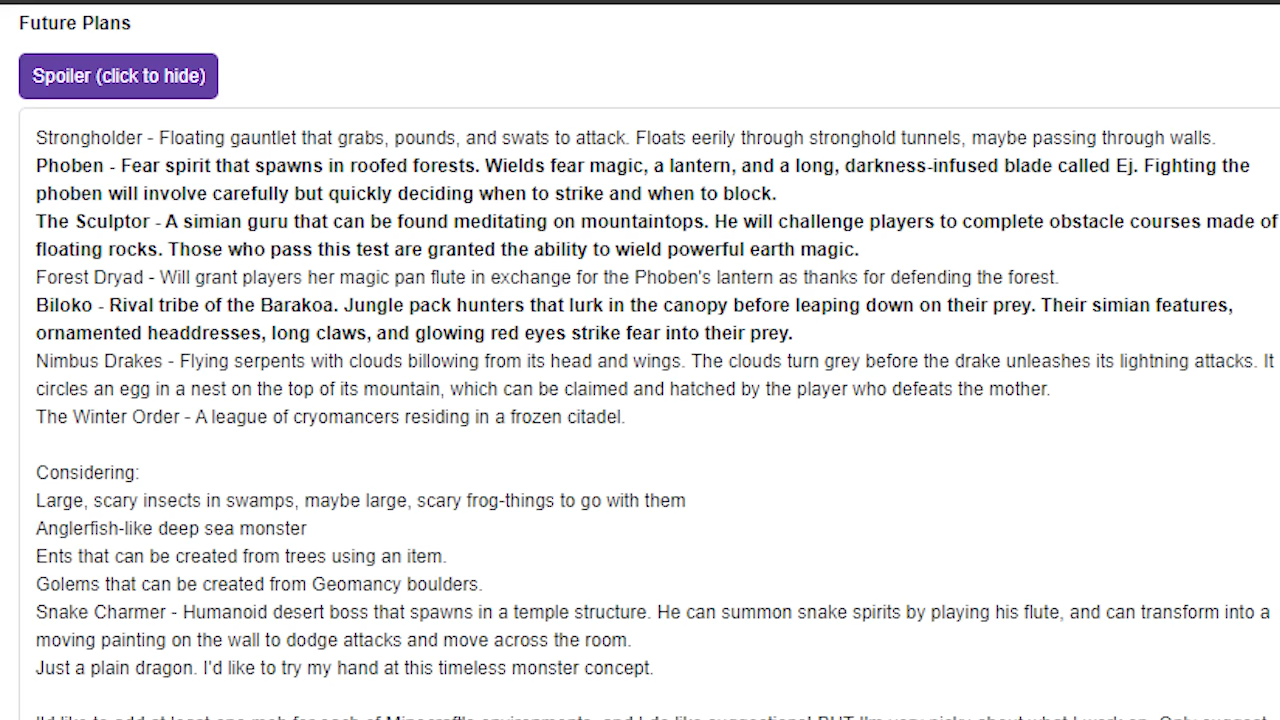 Future Plans
Spoiler (click to hide)
Strongholder - Floating gauntlet that grabs, pounds, and swats to attack. Floats eerily through stronghold tunnels, maybe passing through walls.
Phoben - Fear spirit that spawns in roofed forests. Wields fear magic, a lantern, and a long, darkness-infused blade called Ej. Fighting the
phoben will involve carefully but quickly deciding when to strike and when to block.
The Sculptor - A simian guru that can be found meditating on mountaintops. He will challenge players to complete obstacle courses made of
floating rocks. Those who pass this test are granted the ability to wield powerful earth magic.
Forest Dryad - Will grant players her magic pan flute in exchange for the Phoben's lantern as thanks for defending the forest.
Biloko - Rival tribe of the Barakoa. Jungle pack hunters that lurk in the canopy before leaping down on their prey. Their simian features,
ornamented headdresses, long claws, and glowing red eyes strike fear into their prey.
Nimbus Drakes - Flying serpents with clouds billowing from its head and wings. The clouds turn grey before the drake unleashes its lightning attacks. It
circles an egg in a nest on the top of its mountain, which can be claimed and hatched by the player who defeats the mother.
The Winter Order - A league of cryomancers residing in a frozen citadel.
Considering:
Large, scary insects in swamps, maybe large, scary frog-things to go with them
Anglerfish-like deep sea monster
Ents that can be created from trees using an item.
Golems that can be created from Geomancy boulders.
Snake Charmer - Humanoid desert boss that spawns in a temple structure. He can summon snake spirits by playing his flute, and can transform into a
moving painting on the wall to dodge attacks and move across the room.
Just a plain dragon. I'd like to try my hand at this timeless monster concept.